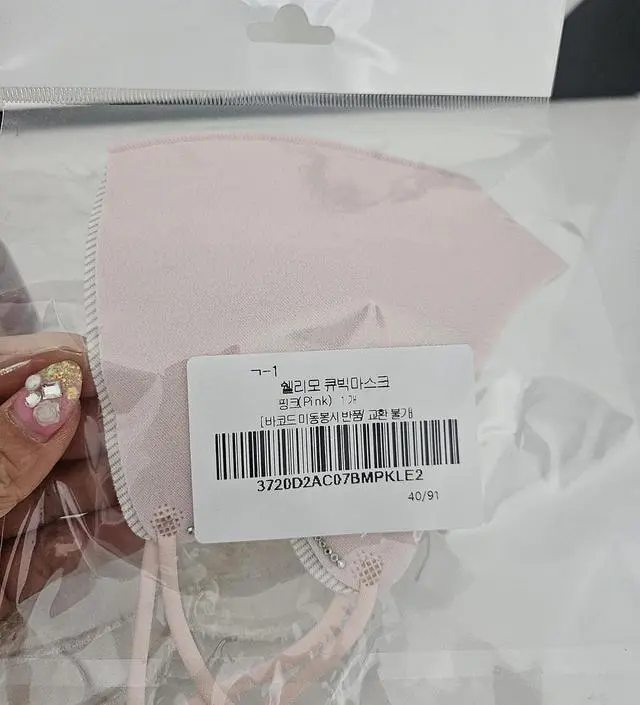 ㄱ-1
쉘리모 큐빅마스크
핑크(Pink) 1개
[바코드 미동봉시 반품/교환 불가]
3720D2AC07BMPKLE2
40/91